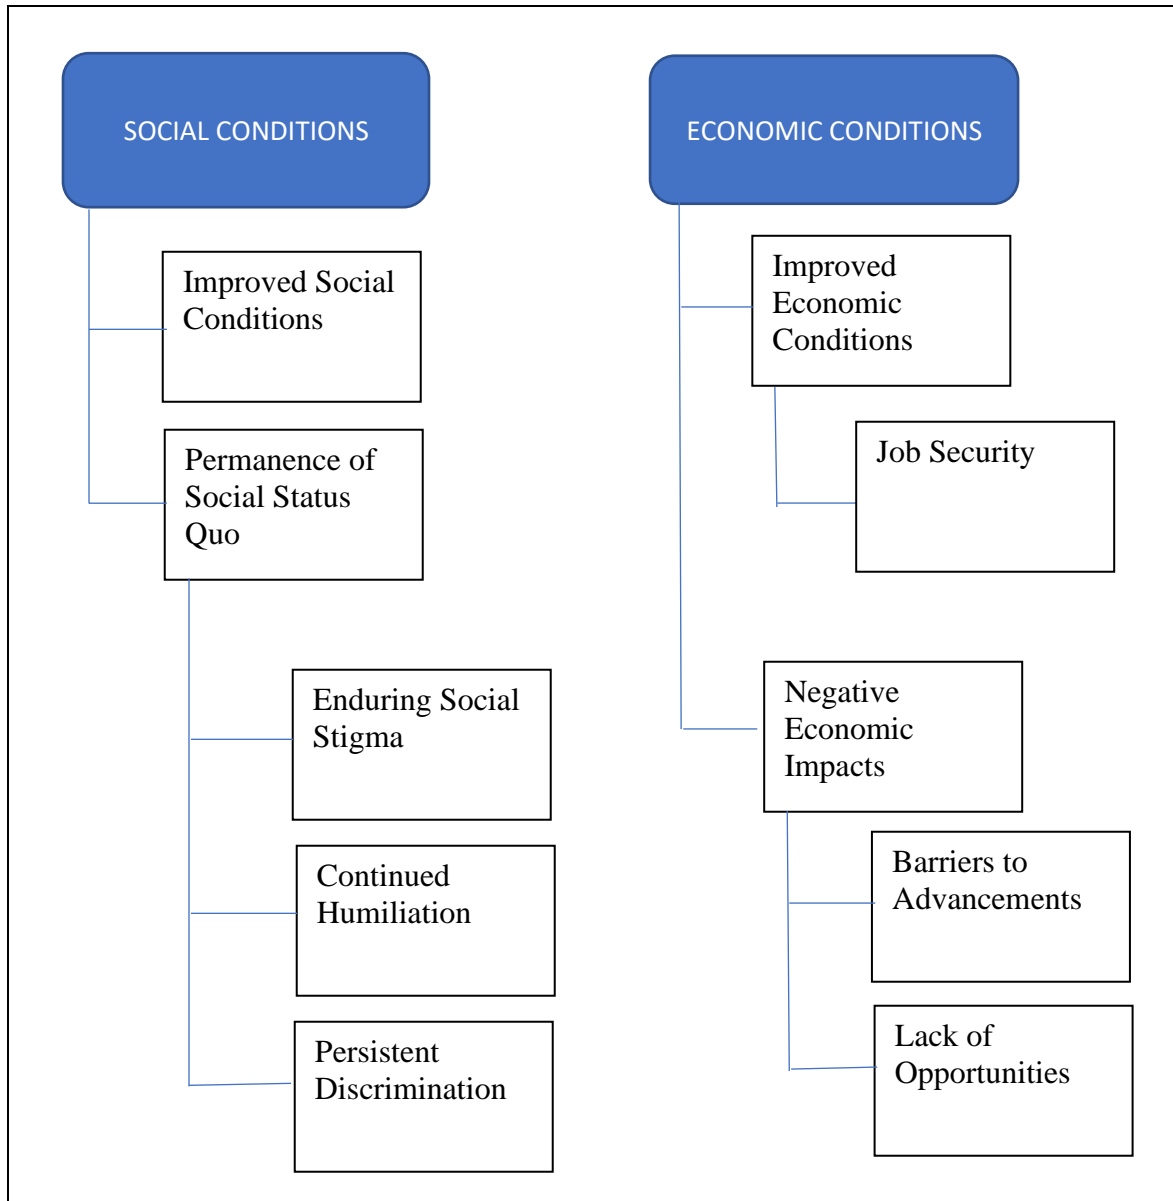 SOCIAL CONDITIONS
Improved Social
Conditions
Permanence of
Social Status
Quo
Enduring Social
Stigma
Continued
Humiliation
Persistent
Discrimination
ECONOMIC CONDITIONS
Improved
Economic
Conditions
Job Security
Negative
Economic
Impacts
Barriers to
Advancements
Lack of
Opportunities